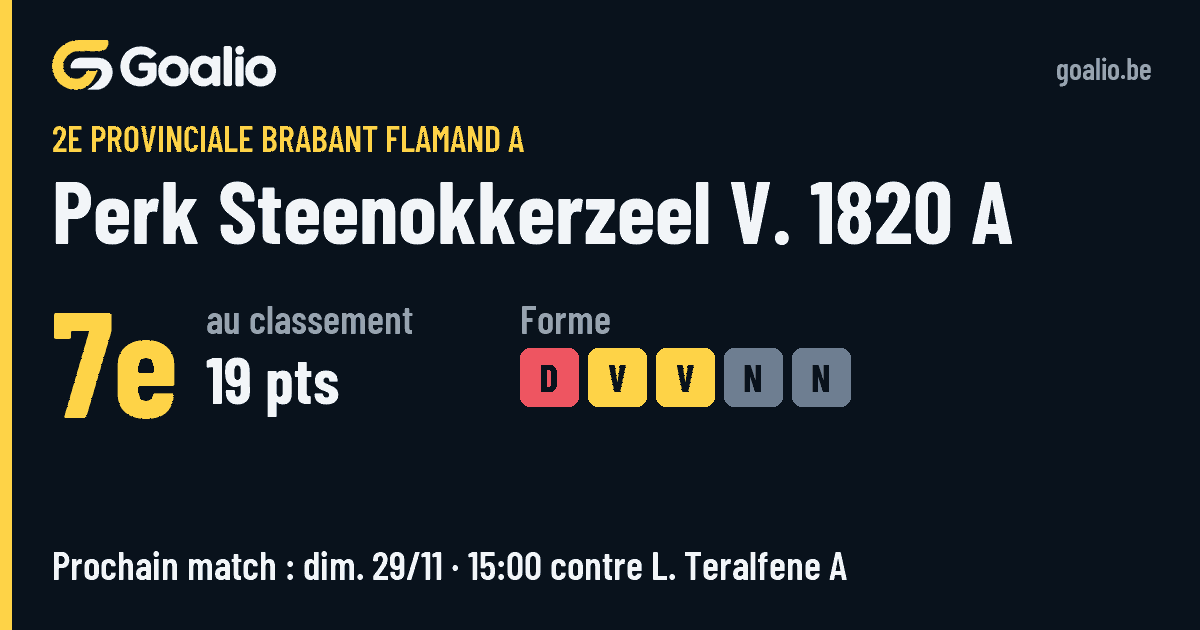 Goalio
goalio.be
2E PROVINCIALE BRABANT FLAMAND A
Perk Steenokkerzeel V. 1820 A
7e
au classement
19 pts
Forme
D V V N N
Prochain match : dim. 29/11 · 15:00 contre L. Teralfene A